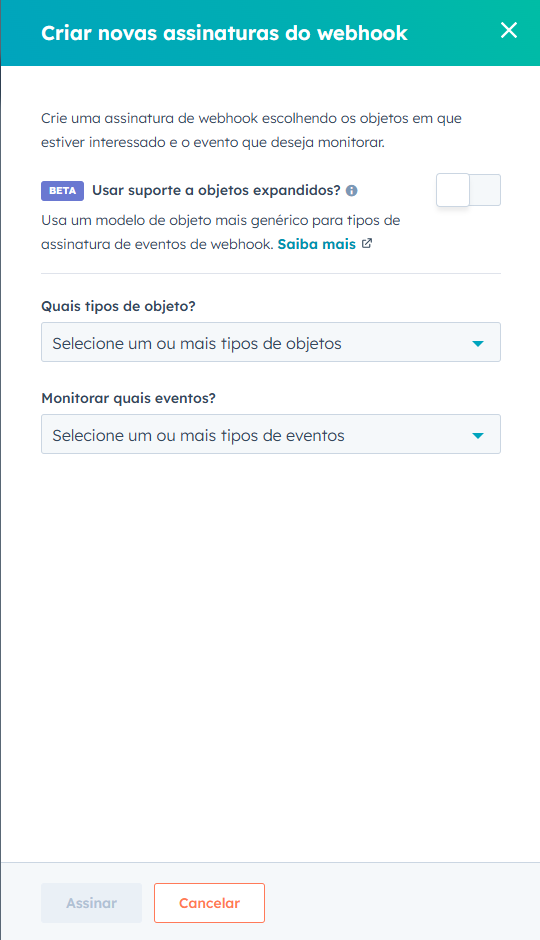 Criar novas assinaturas do webhook
Crie uma assinatura de webhook escolhendo os objetos em que
estiver interessado e o evento que deseja monitorar.
BETA Usar suporte a objetos expandidos?
Usa um modelo de objeto mais genérico para tipos de
assinatura de eventos de webhook. Saiba mais
Quais tipos de objeto?
Selecione um ou mais tipos de objetos
Monitorar quais eventos?
Selecione um ou mais tipos de eventos
Assinar Cancelar